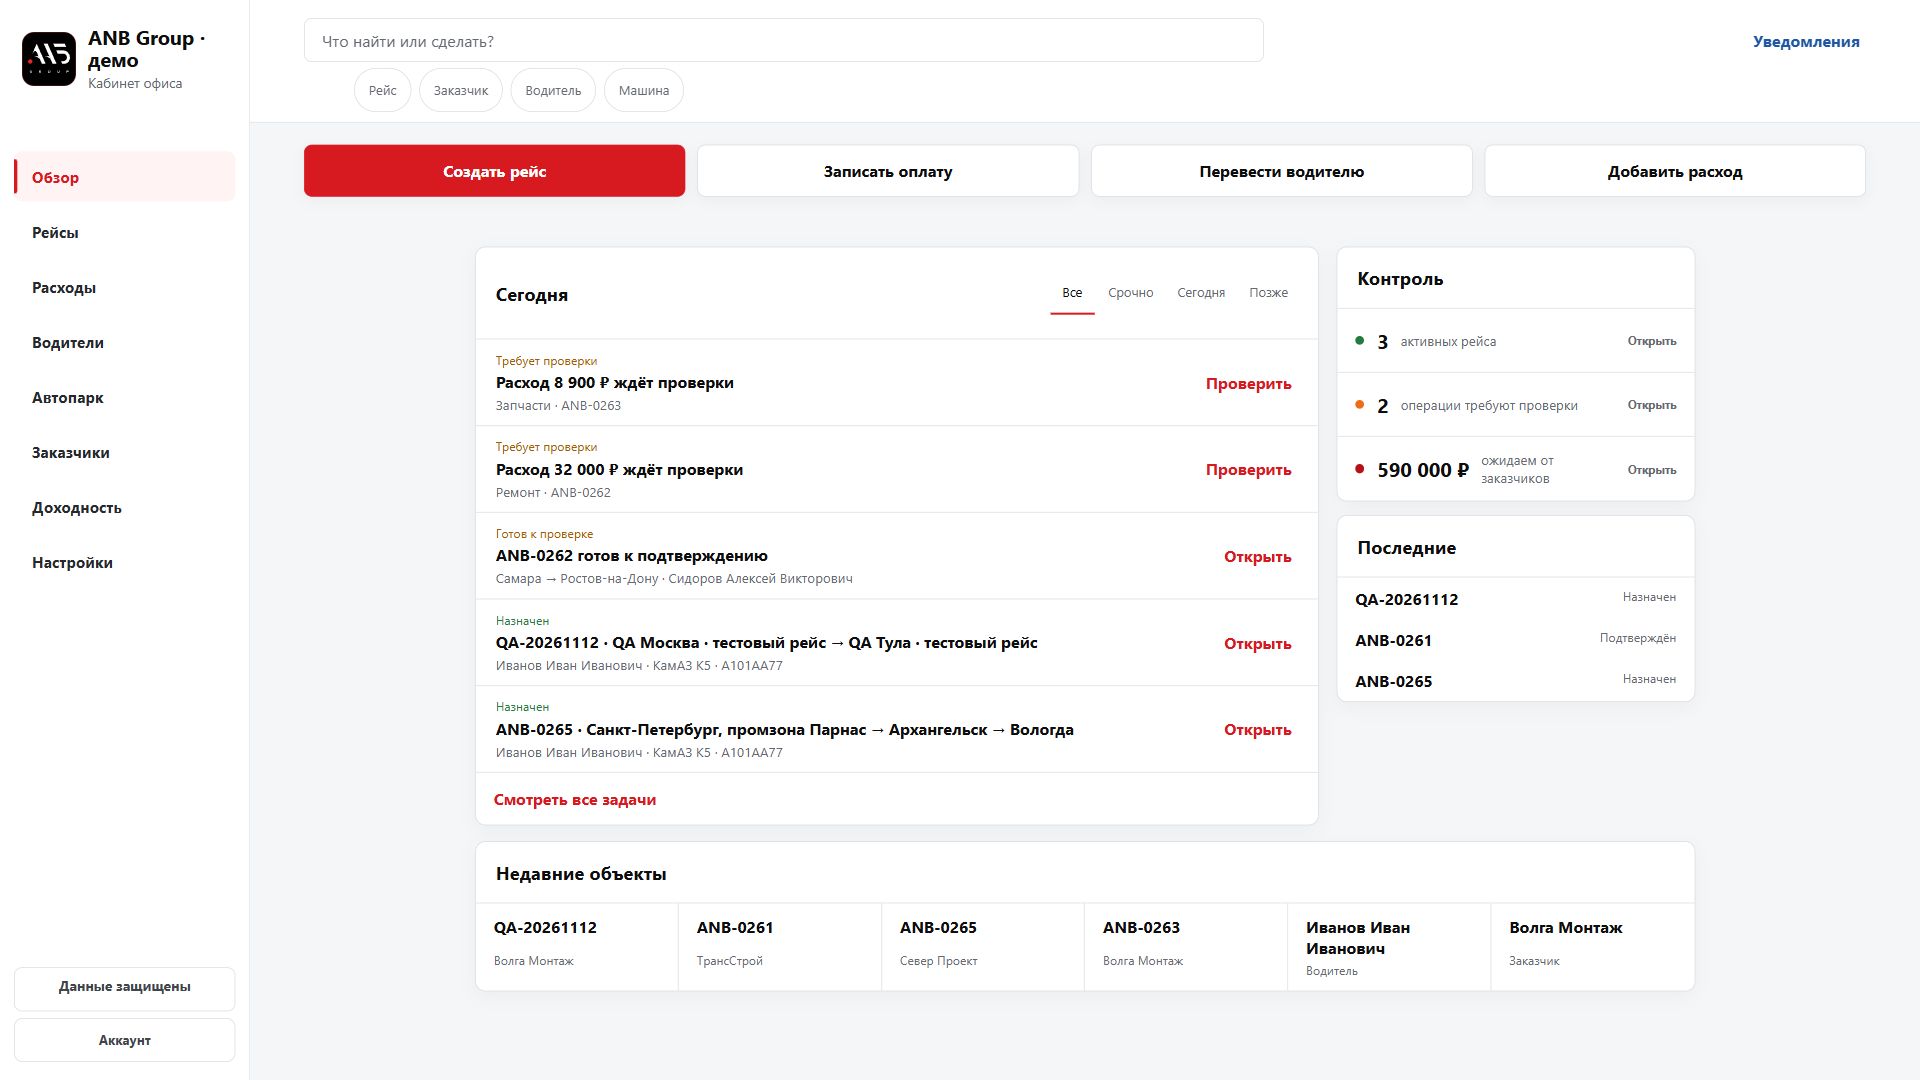 ANB
GROUP
ANB Group ·
демо
Кабинет офиса
Обзор
Рейсы
Расходы
Водители
Автопарк
Заказчики
Доходность
Настройки
Данные защищены
Аккаунт
Что найти или сделать?
Уведомления
Рейс
Заказчик
Водитель
Машина
Создать рейс
Записать оплату
Перевести водителю
Добавить расход
Сегодня
Все
Срочно
Сегодня
Позже
Требует проверки
Расход 8 900 ₽ ждёт проверки
Проверить
Запчасти · ANB-0263
Требует проверки
Расход 32 000 ₽ ждёт проверки
Проверить
Ремонт · ANB-0262
Готов к проверке
ANB-0262 готов к подтверждению
Открыть
Самара → Ростов-на-Дону · Сидоров Алексей Викторович
Назначен
QA-20261112 · QA Москва · тестовый рейс → QA Тула · тестовый рейс
Открыть
Иванов Иван Иванович · КамАЗ К5 · А101АА77
Назначен
ANB-0265 · Санкт-Петербург, промзона Парнас → Архангельск → Вологда
Открыть
Иванов Иван Иванович · КамАЗ К5 · А101АА77
Смотреть все задачи
Контроль
3 активных рейса
Открыть
2 операции требуют проверки
Открыть
590 000 ₽ ожидаем от
заказчиков
Открыть
Последние
QA-20261112
Назначен
ANB-0261
Подтверждён
ANB-0265
Назначен
Недавние объекты
QA-20261112
Волга Монтаж
ANB-0261
ТрансСтрой
ANB-0265
Север Проект
ANB-0263
Волга Монтаж
Иванов Иван
Иванович
Водитель
Волга Монтаж
Заказчик